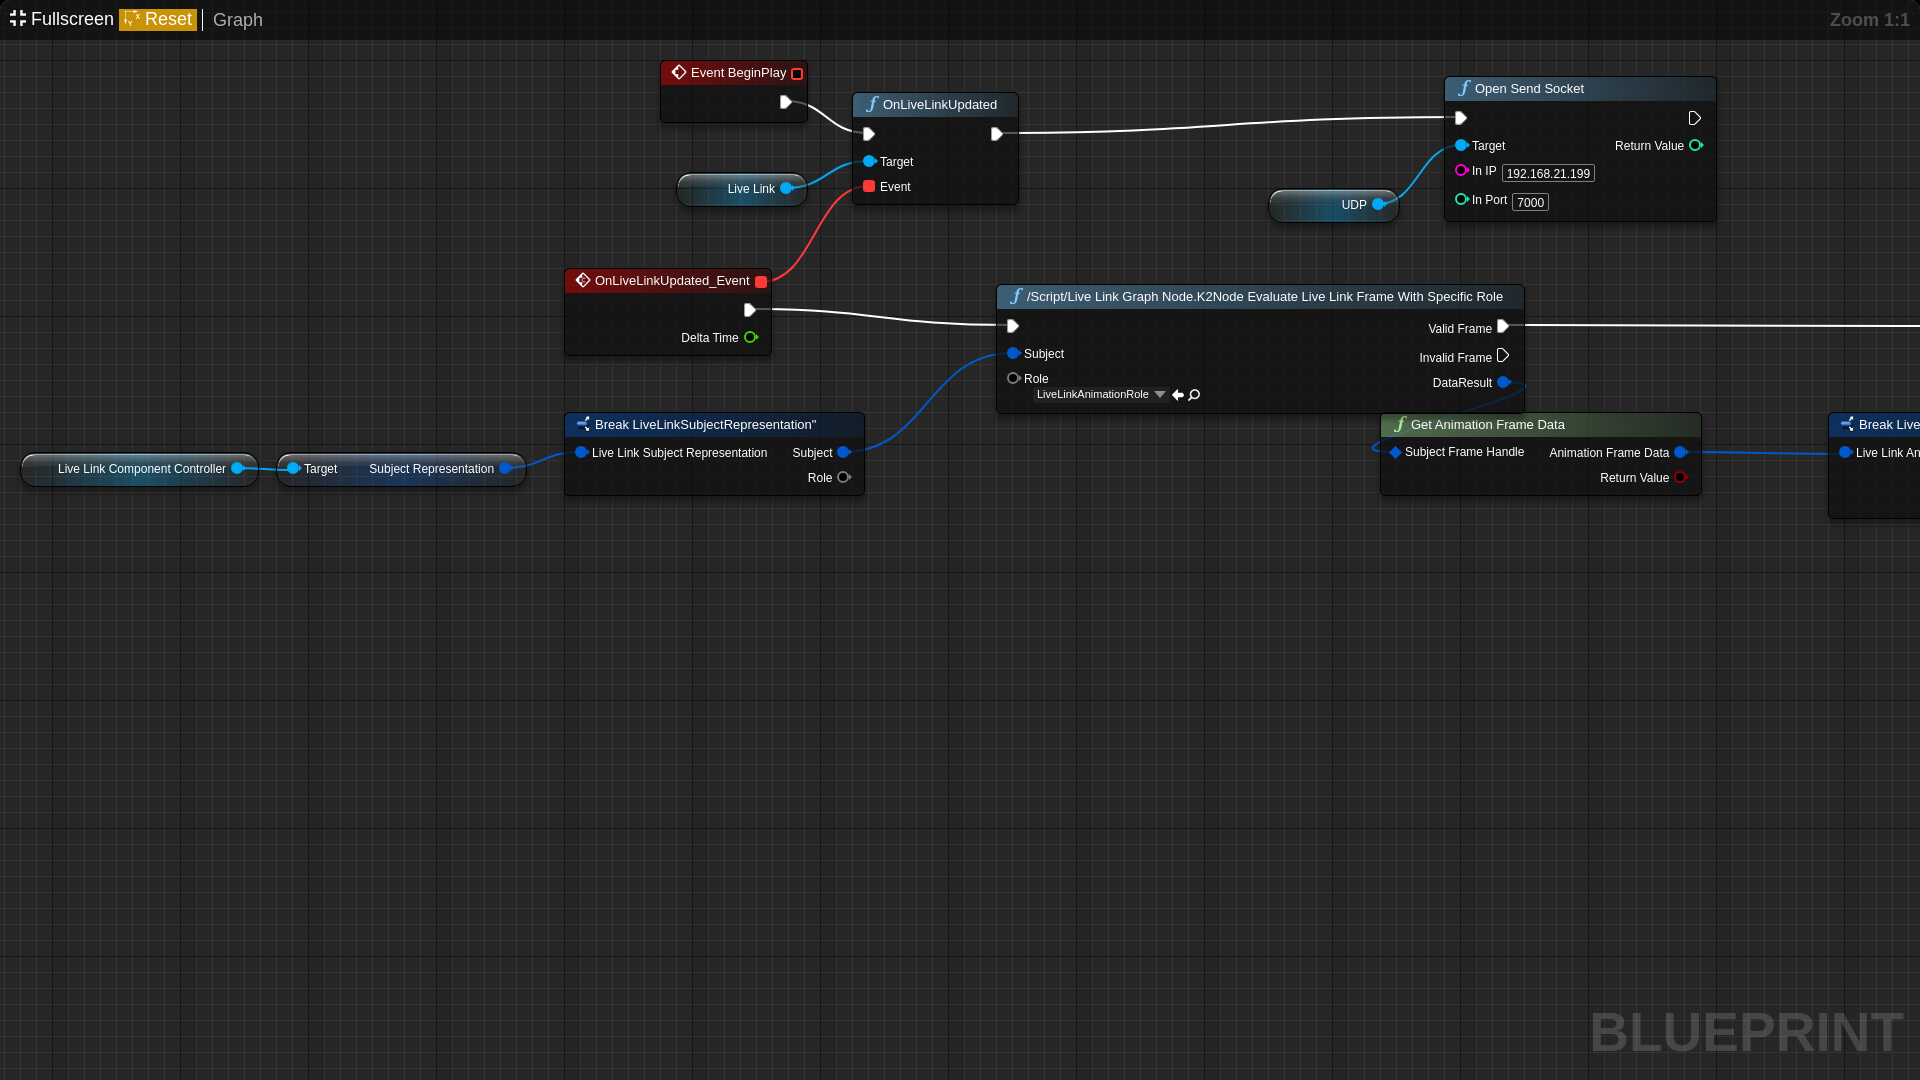 Fullscreen Reset Graph Zoom 1:1
Event BeginPlay
OnLiveLinkUpdated
Target
Event
Live Link
Open Send Socket
Target Return Value
In IP 192.168.21.199
In Port 7000
UDP
OnLiveLinkUpdated_Event
Delta Time
/Script/Live Link Graph Node.K2Node Evaluate Live Link Frame With Specific Role
Valid Frame
Subject Invalid Frame
Role DataResult
LiveLinkAnimationRole
Live Link Component Controller
Target Subject Representation
Break LiveLinkSubjectRepresentation"
Live Link Subject Representation Subject
Role
Get Animation Frame Data
Subject Frame Handle Animation Frame Data
Return Value
Break Live
Live Link An
BLUEPRINT